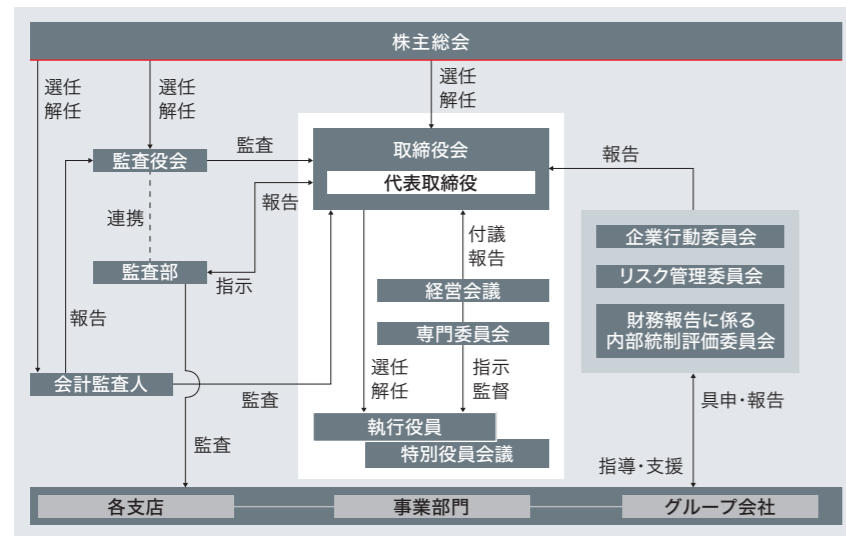 株主総会
選任
解任
選任
解任
選任
解任
監査役会
監査
取締役会
代表取締役
報告
報告
連携
付議
報告
企業行動委員会
監査部
指示
リスク管理委員会
経営会議
報告
専門委員会
財務報告に係る
内部統制評価委員会
会計監査人
監査
選任
解任
指示
監督
具申・報告
執行役員
監査
特別役員会議
指導・支援
各支店
事業部門
グループ会社